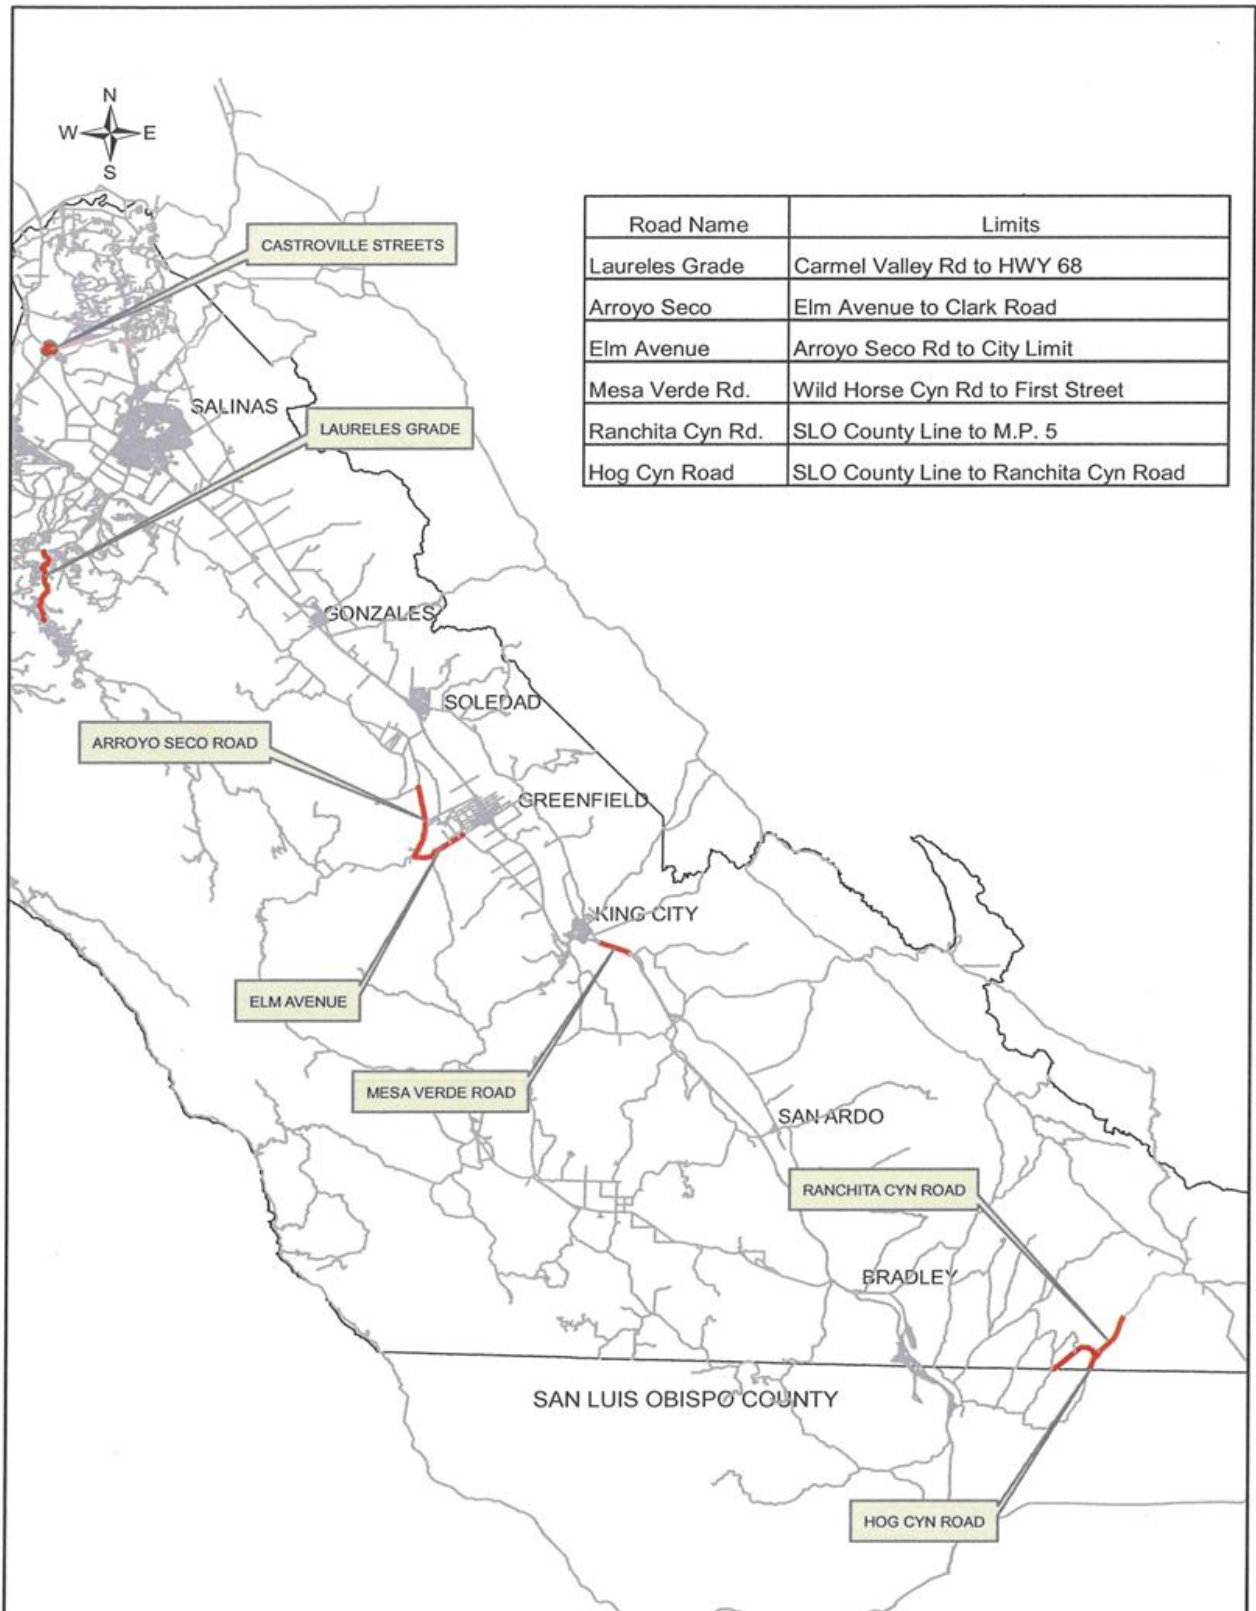 N
W E
S
CASTROVILLE STREETS
Road Name Limits
Laureles Grade Carmel Valley Rd to HWY 68
Arroyo Seco Elm Avenue to Clark Road
Elm Avenue Arroyo Seco Rd to City Limit
Mesa Verde Rd. Wild Horse Cyn Rd to First Street
Ranchita Cyn Rd. SLO County Line to M.P. 5
Hog Cyn Road SLO County Line to Ranchita Cyn Road
SALINAS
LAURELES GRADE
GONZALES
SOLEDAD
ARROYO SECO ROAD
GREENFIELD
KING CITY
ELM AVENUE
MESA VERDE ROAD
SAN ARDO
RANCHITA CYN ROAD
BRADLEY
SAN LUIS OBISPO COUNTY
HOG CYN ROAD